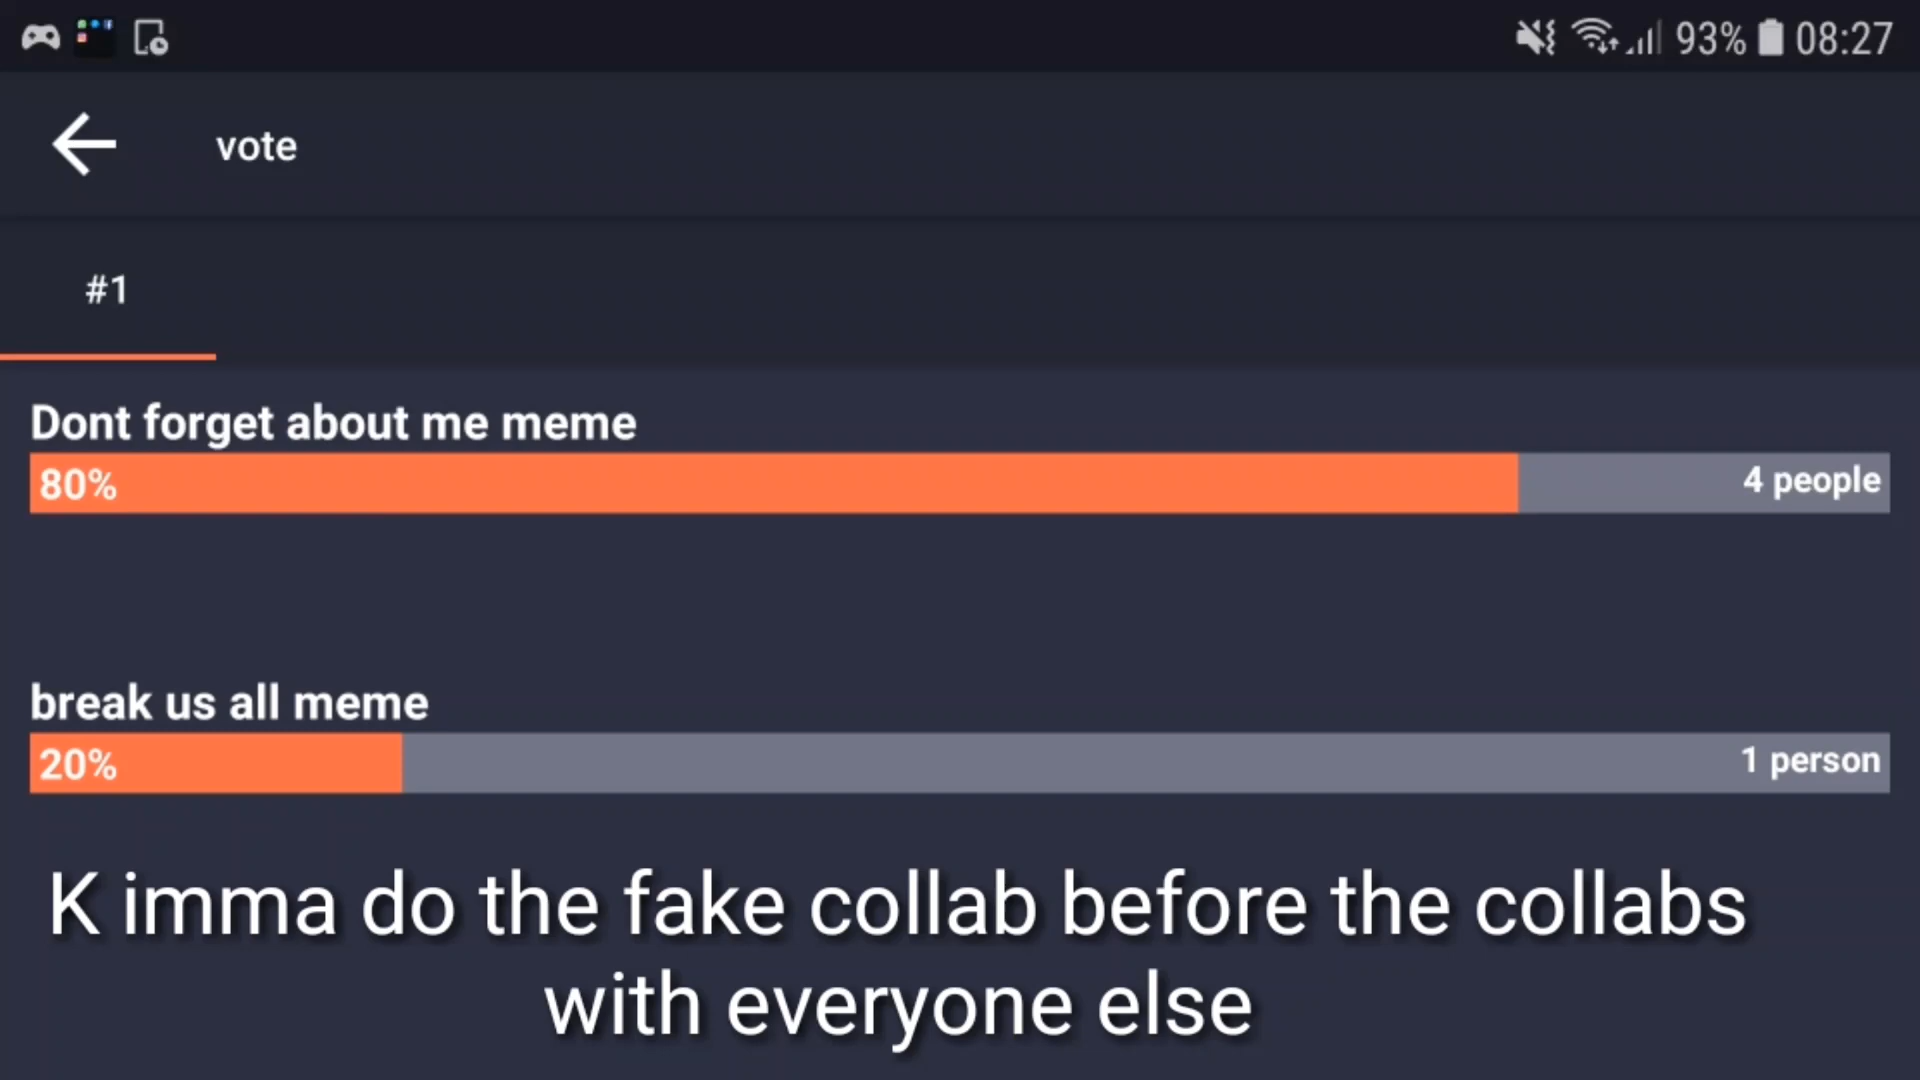 93% 08:27
vote
#1
Dont forget about me meme
80% 4 people
break us all meme
20% 1 person
K imma do the fake collab before the collabs
with everyone else